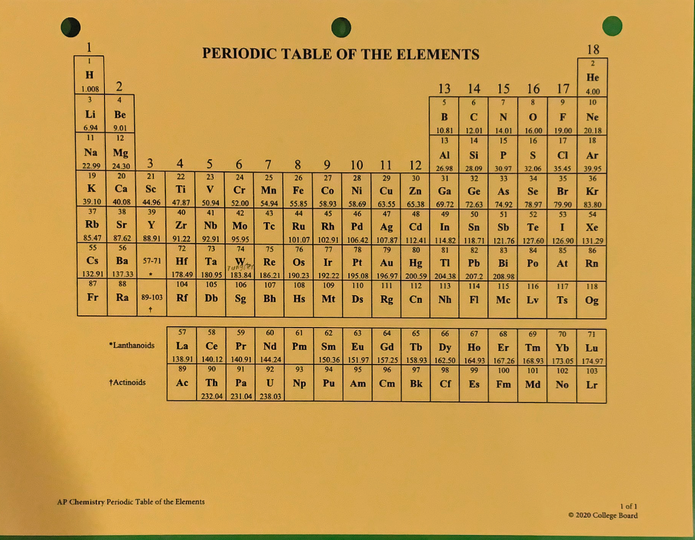 1 18
1 PERIODIC TABLE OF THE ELEMENTS 2
H He
1.008 2 13 14 15 16 17 4.00
3 4 5 6 7 8 9 10
Li Be B C N O F Ne
6.94 9.01 10.81 12.01 14.01 16.00 19.00 20.18
11 12 13 14 15 16 17 18
Na Mg Al Si P S Cl Ar
22.99 24.30 3 4 5 6 7 8 9 10 11 12 26.98 28.09 30.97 32.06 35.45 39.95
19 20 21 22 23 24 25 26 27 28 29 30 31 32 33 34 35 36
K Ca Sc Ti V Cr Mn Fe Co Ni Cu Zn Ga Ge As Se Br Kr
39.10 40.08 44.96 47.87 50.94 52.00 54.94 55.85 58.93 58.69 63.55 65.38 69.72 72.63 74.92 78.97 79.90 83.80
37 38 39 40 41 42 43 44 45 46 47 48 49 50 51 52 53 54
Rb Sr Y Zr Nb Mo Tc Ru Rh Pd Ag Cd In Sn Sb Te I Xe
85.47 87.62 88.91 91.22 92.91 95.95 101.07 102.91 106.42 107.87 112.41 114.82 118.71 121.76 127.60 126.90 131.29
55 56 57-71 72 73 74 75 76 77 78 79 80 81 82 83 84 85 86
Cs Ba * Hf Ta W Re Os Ir Pt Au Hg Tl Pb Bi Po At Rn
132.91 137.33 178.49 180.95 183.84 186.21 190.23 192.22 195.08 196.97 200.59 204.38 207.2 208.98
87 88 89-103 104 105 106 107 108 109 110 111 112 113 114 115 116 117 118
Fr Ra † Rf Db Sg Bh Hs Mt Ds Rg Cn Nh Fl Mc Lv Ts Og
57 58 59 60 61 62 63 64 65 66 67 68 69 70 71
*Lanthanoids La Ce Pr Nd Pm Sm Eu Gd Tb Dy Ho Er Tm Yb Lu
138.91 140.12 140.91 144.24 150.36 151.97 157.25 158.93 162.50 164.93 167.26 168.93 173.05 174.97
89 90 91 92 93 94 95 96 97 98 99 100 101 102 103
†Actinoids Ac Th Pa U Np Pu Am Cm Bk Cf Es Fm Md No Lr
232.04 231.04 238.03
AP Chemistry Periodic Table of the Elements
1 of 1
© 2020 College Board